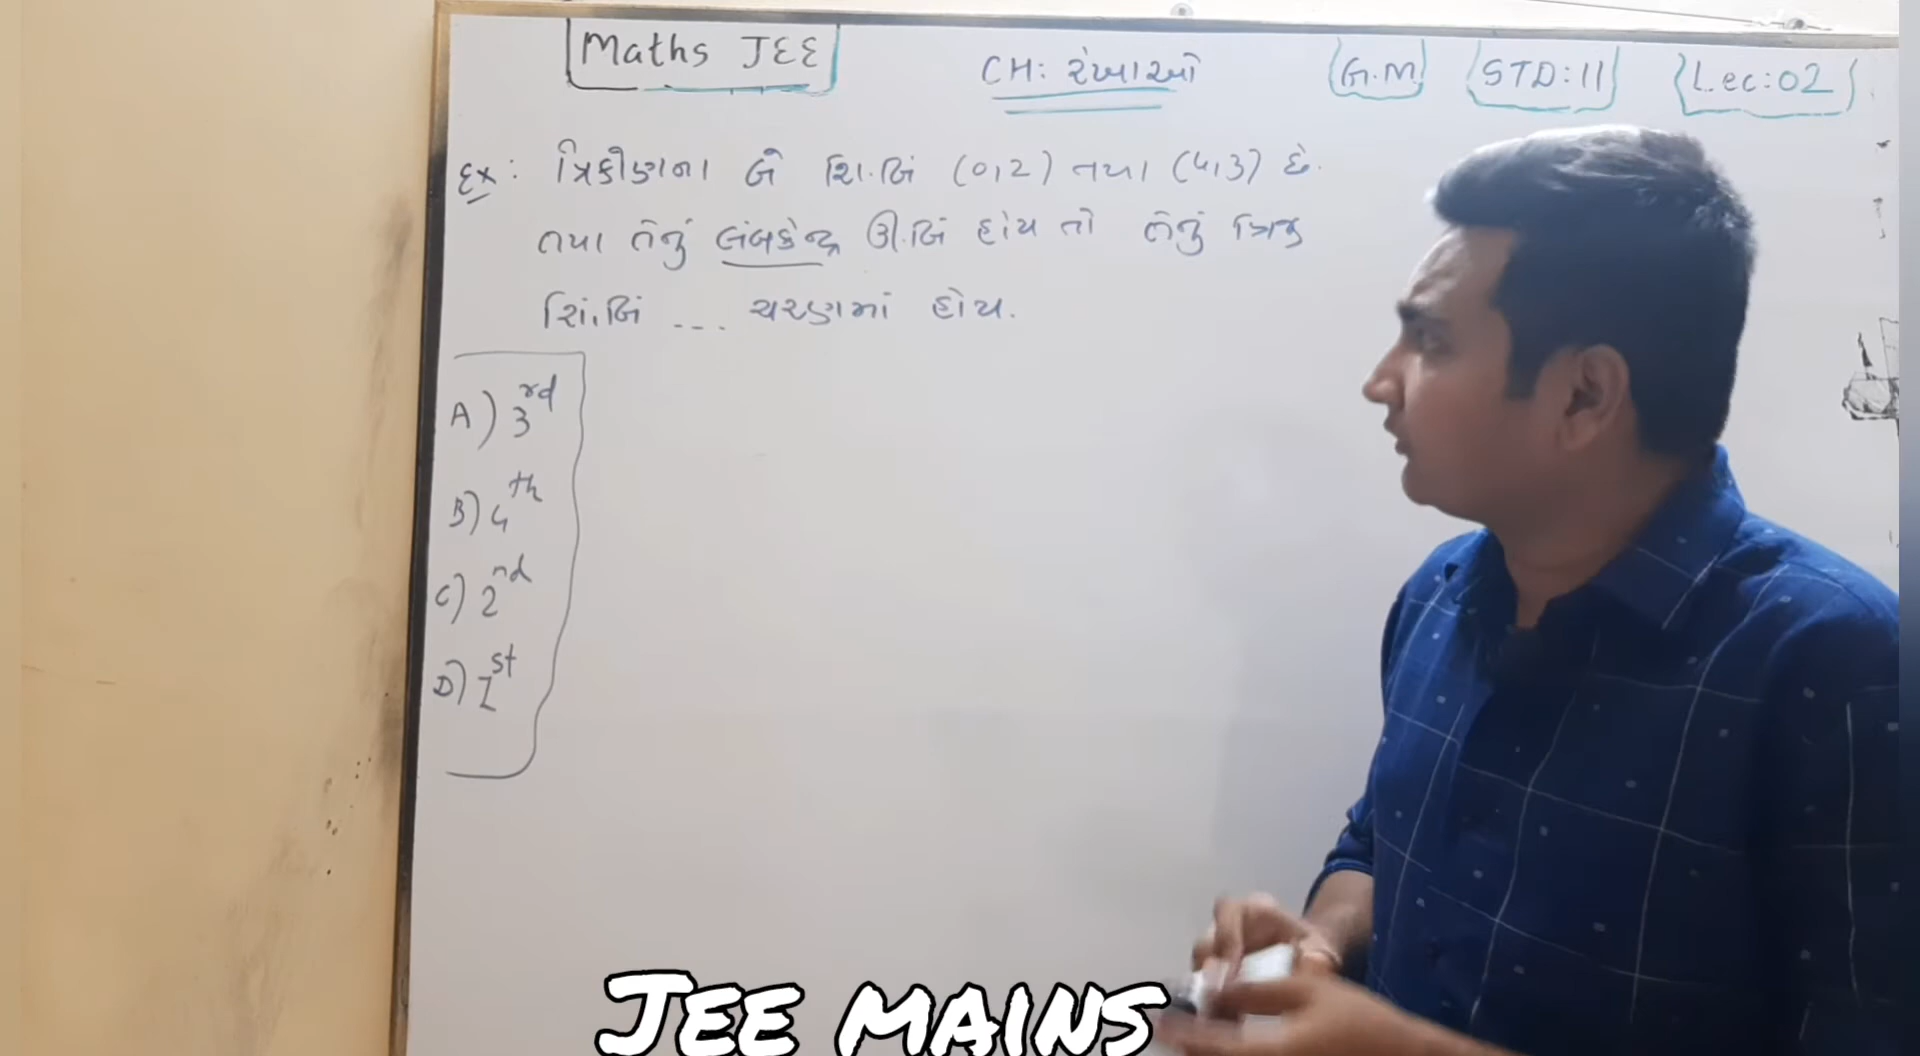 Maths JEE
CH: રેખાઓ
G.M
STD:11
Lec:02
Ex: ત્રિકોણના બે શિ.બિં (0,2) તથા (4,3) છે.
તથા તેનું લંબકેન્દ્ર ઊ.બિં હોય તો તેનું ત્રિજુ
શિ.બિં ... ચરણમાં હોય.
A) 3rd
B) 4th
C) 2nd
D) 1st
JEE MAINS